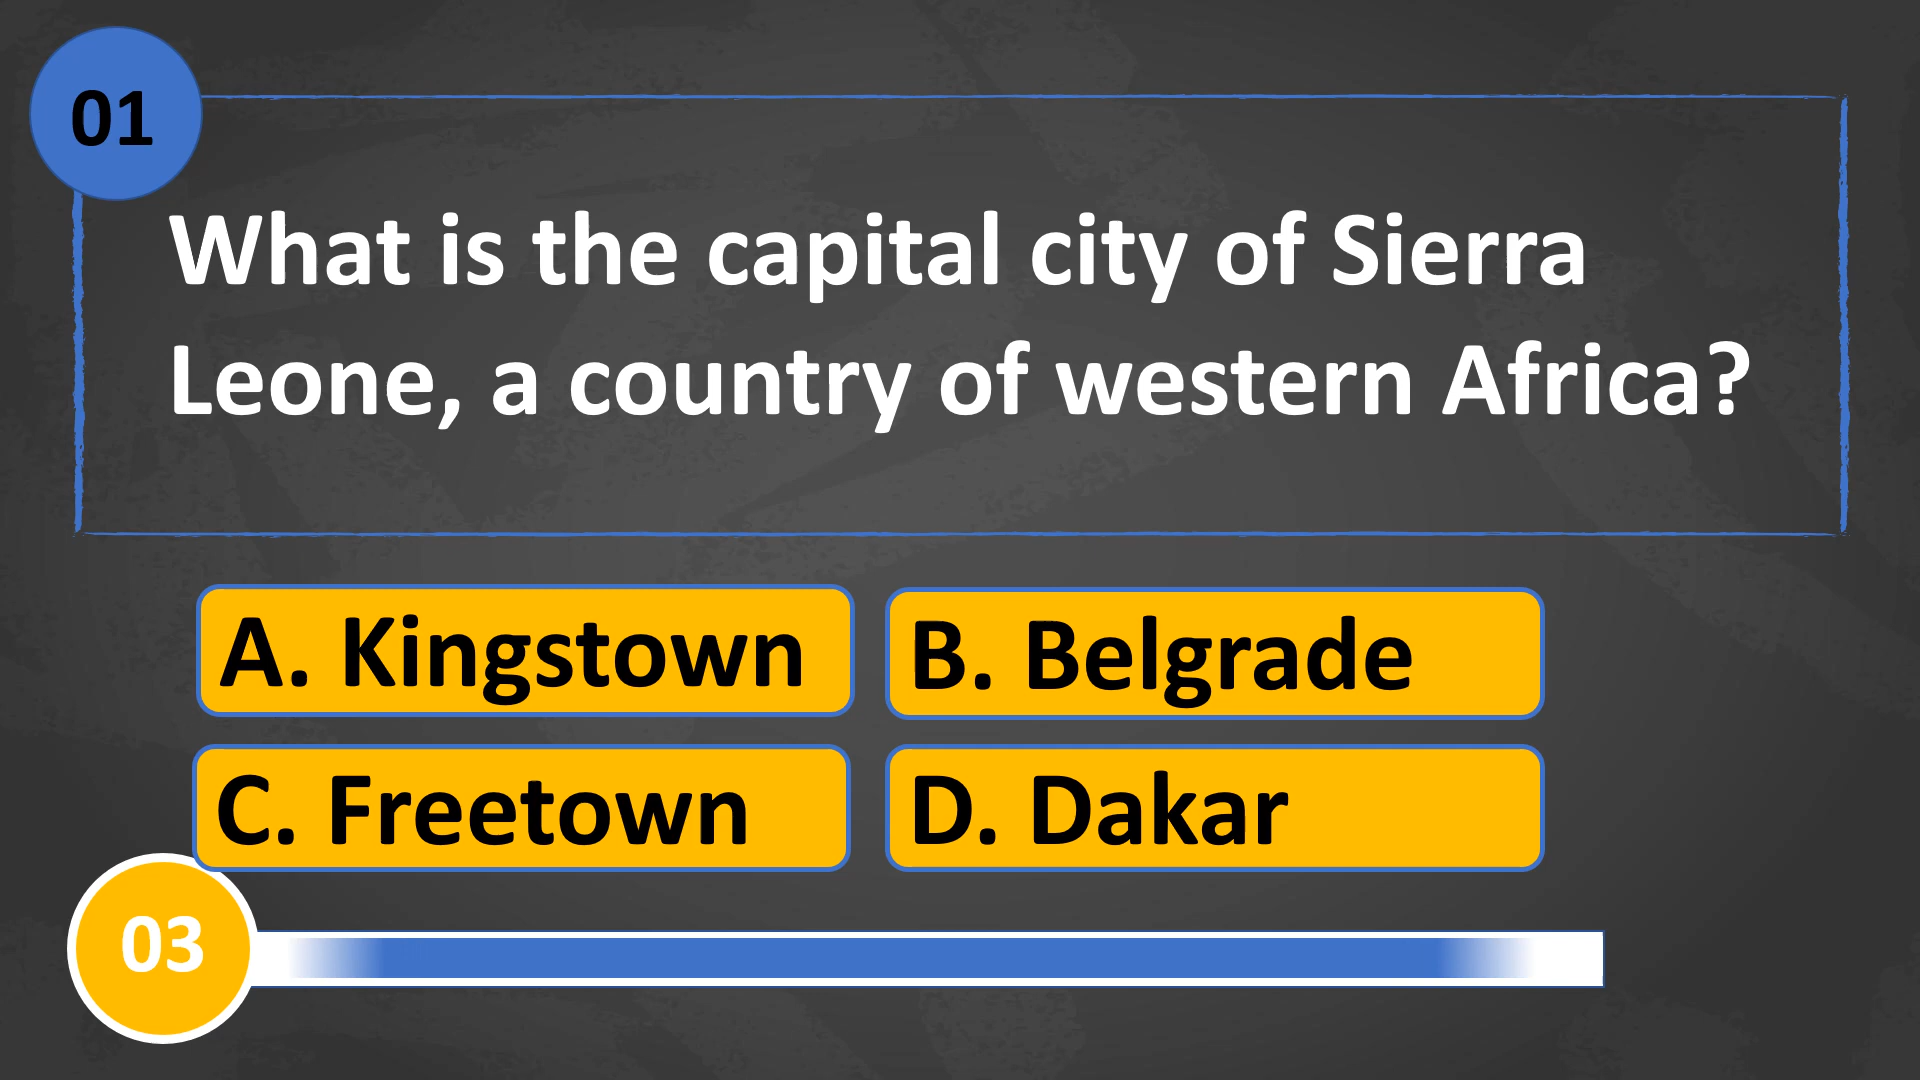 01
What is the capital city of Sierra
Leone, a country of western Africa?
A. Kingstown
B. Belgrade
C. Freetown
D. Dakar
03